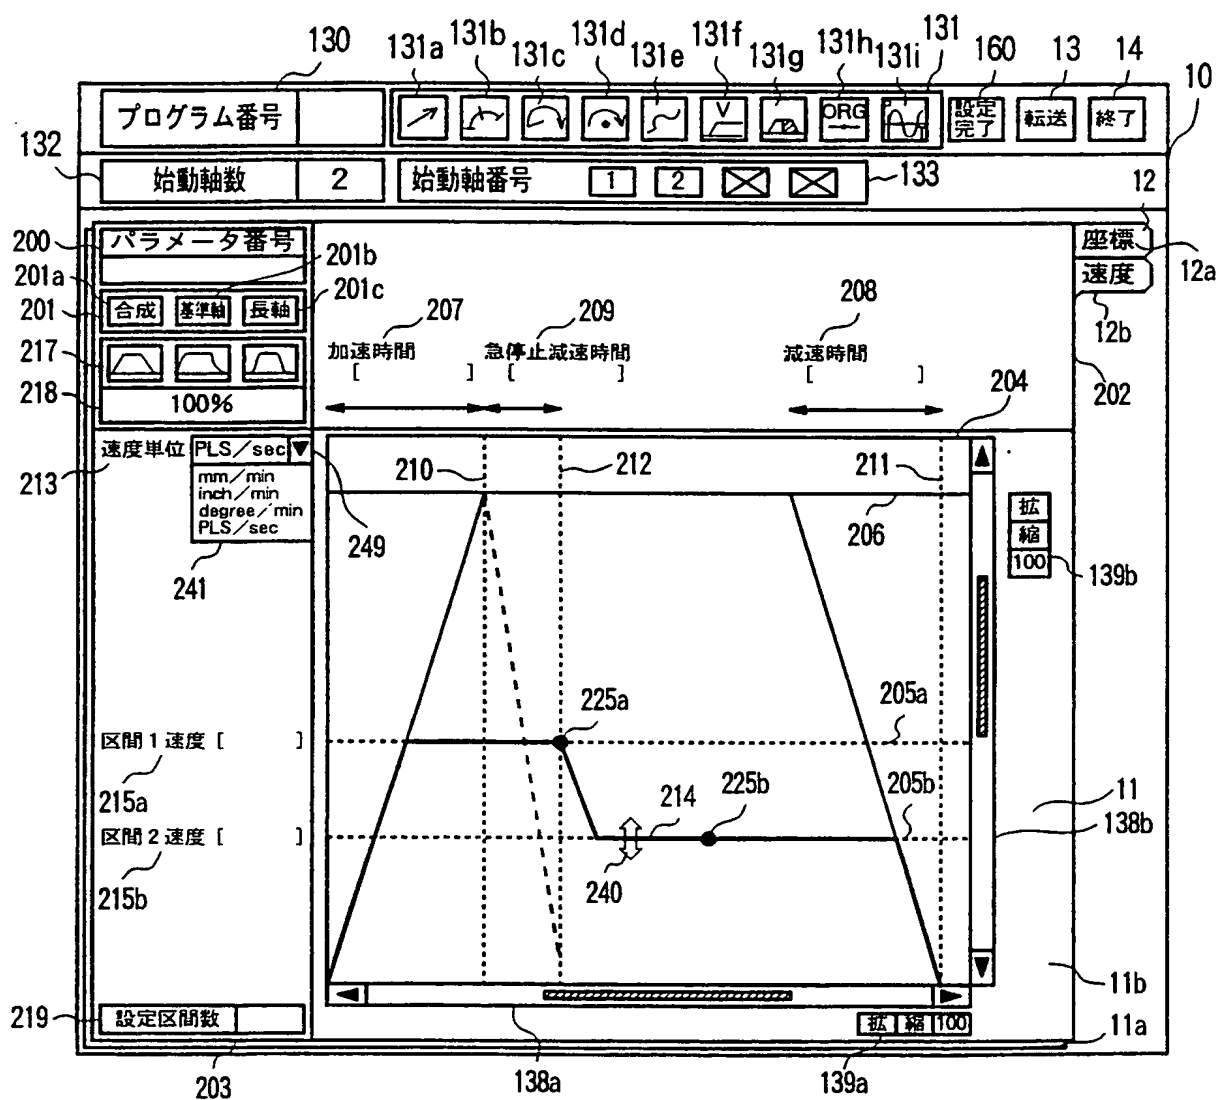 130
131a
131b
131c
131d
131e
131f
131g
131h
131i
131
160
13
14
10
プログラム番号
V
ORG
設定完了
転送
終了
132
始動軸数
2
始動軸番号
1
2
133
12
200
パラメータ番号
201b
座標
12a
201a
201
合成
基準軸
長軸
201c
速度
12b
207
209
208
加速時間
[ ]
急停止減速時間
[ ]
減速時間
[ ]
202
217
218
100%
204
213
速度単位
PLS/sec
▼
mm/min
inch/min
degree/min
PLS/sec
241
249
210
212
211
206
拡
縮
100
139b
205a
225a
区間1速度 [ ]
215a
205b
225b
214
区間2速度 [ ]
215b
240
11
138b
11b
11a
219
設定区間数
203
138a
拡
縮
100
139a